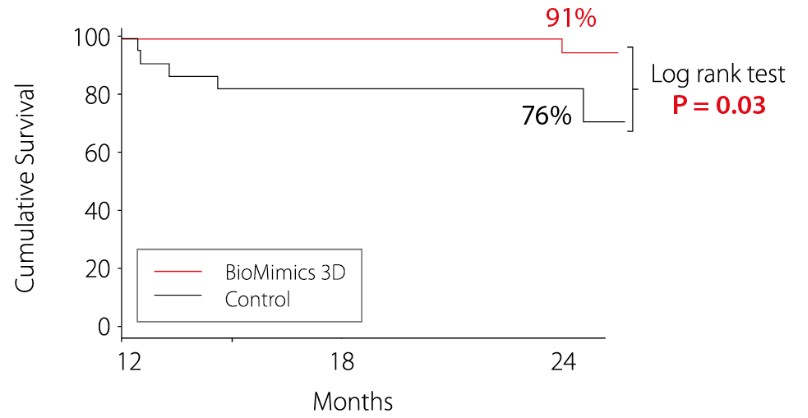 91%
100
80
60
40
20
0
Cumulative Survival
76%
Log rank test
P = 0.03
BioMimics 3D
Control
12
18
24
Months